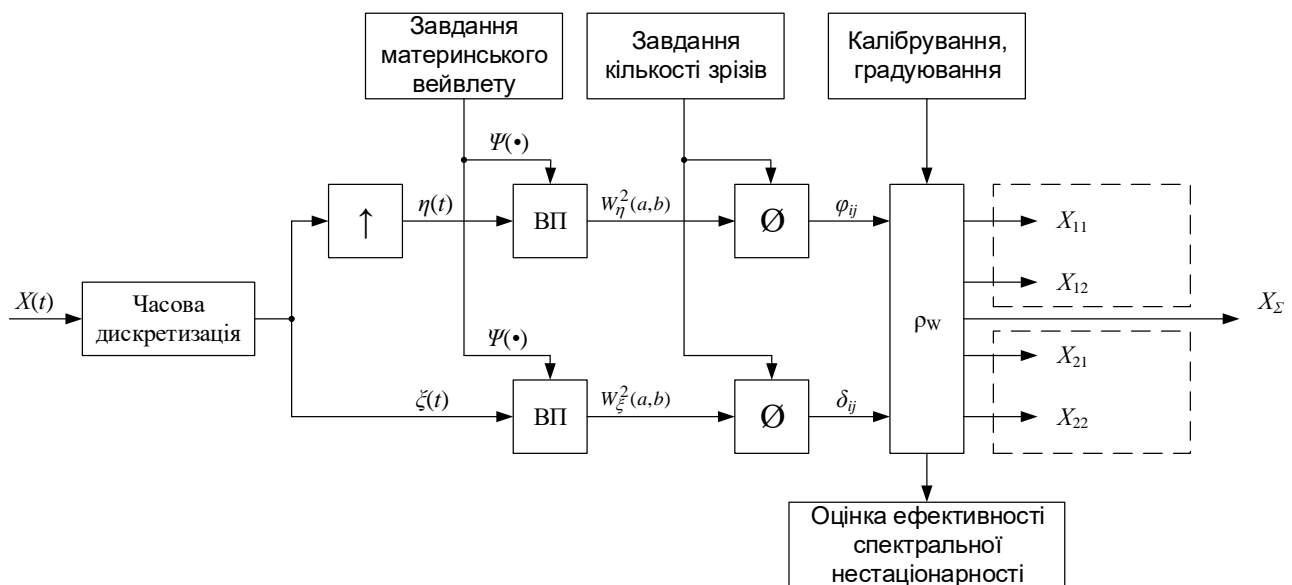 Завдання
материнського
вейвлету
Завдання
кількості зрізів
Калібрування,
градуювання
Ψ(•)
↑
η(t)
ВП
W²η(a,b)
Ø
φij
X11
X12
X(t)
Часова
дискретизація
ρW
XΣ
Ψ(•)
X21
ξ(t)
ВП
W²ξ(a,b)
Ø
δij
X22
Оцінка ефективності
спектральної
нестаціонарності